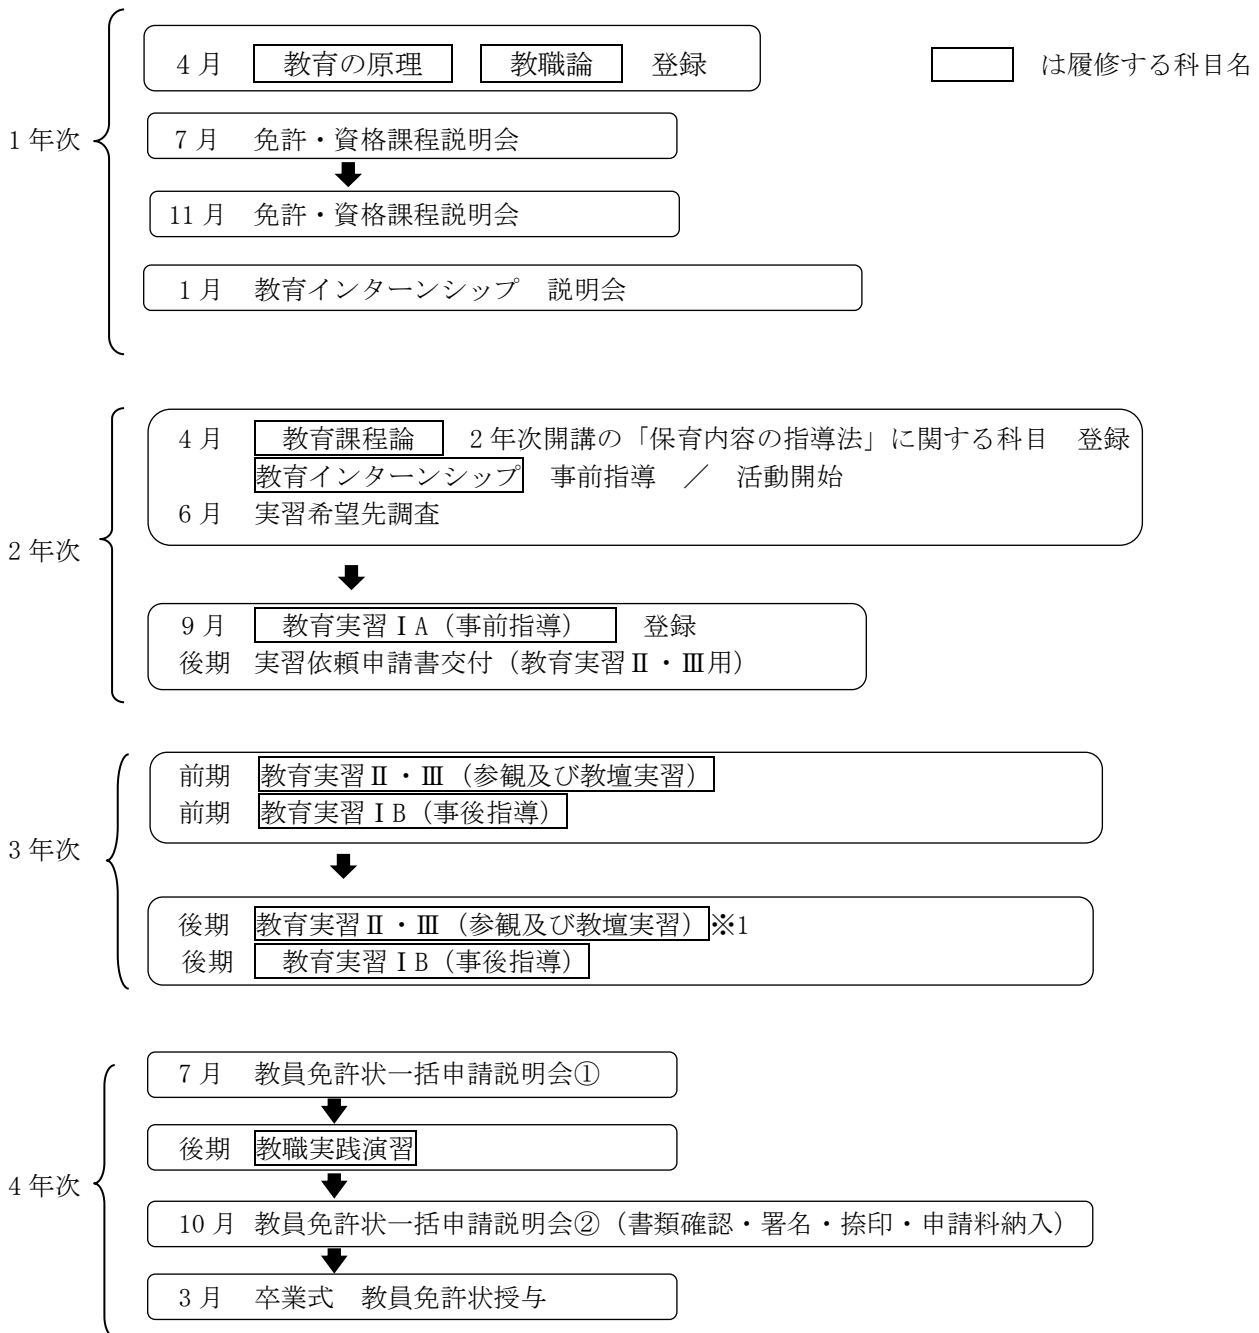 4月 教育の原理 教職論 登録
は履修する科目名
1年次
7月 免許・資格課程説明会
11月 免許・資格課程説明会
1月 教育インターンシップ 説明会
4月 教育課程論 2年次開講の「保育内容の指導法」に関する科目 登録
教育インターンシップ 事前指導 ／ 活動開始
6月 実習希望先調査
2年次
9月 教育実習ⅠA（事前指導） 登録
後期 実習依頼申請書交付（教育実習Ⅱ・Ⅲ用）
前期 教育実習Ⅱ・Ⅲ（参観及び教壇実習）
前期 教育実習ⅠB（事後指導）
3年次
後期 教育実習Ⅱ・Ⅲ（参観及び教壇実習）※1
後期 教育実習ⅠB（事後指導）
7月 教員免許状一括申請説明会①
後期 教職実践演習
4年次
10月 教員免許状一括申請説明会②（書類確認・署名・捺印・申請料納入）
3月 卒業式 教員免許状授与